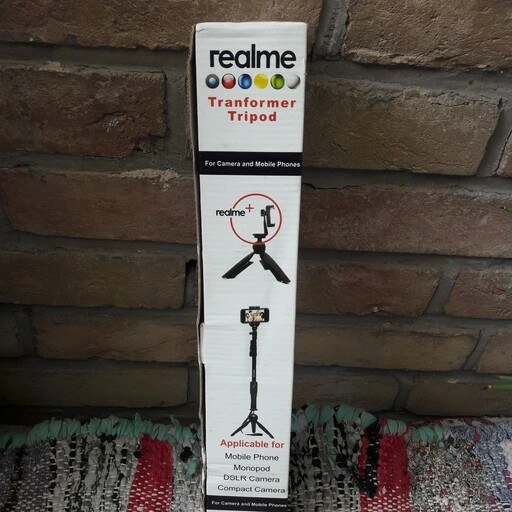 realme
Tranformer
Tripod
For Camera and Mobile Phones
realme+
Applicable for
Mobile Phone
Monopod
DSLR Camera
Compact Camera
For Camera and Mobile Phones